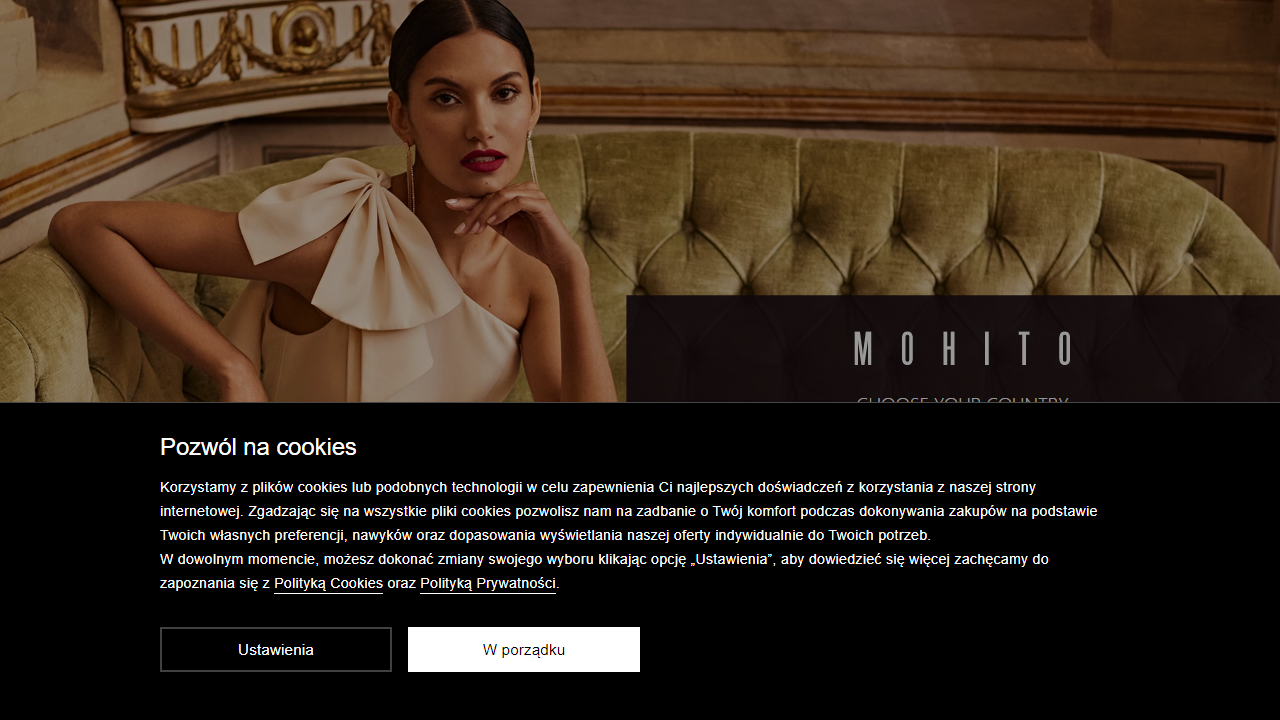 MOHITO
CHOOSE YOUR COUNTRY
Pozwól na cookies
Korzystamy z plików cookies lub podobnych technologii w celu zapewnienia Ci najlepszych doświadczeń z korzystania z naszej strony
internetowej. Zgadzając się na wszystkie pliki cookies pozwolisz nam na zadbanie o Twój komfort podczas dokonywania zakupów na podstawie
Twoich własnych preferencji, nawyków oraz dopasowania wyświetlania naszej oferty indywidualnie do Twoich potrzeb.
W dowolnym momencie, możesz dokonać zmiany swojego wyboru klikając opcję „Ustawienia”, aby dowiedzieć się więcej zachęcamy do
zapoznania się z Polityką Cookies oraz Polityką Prywatności.
Ustawienia
W porządku